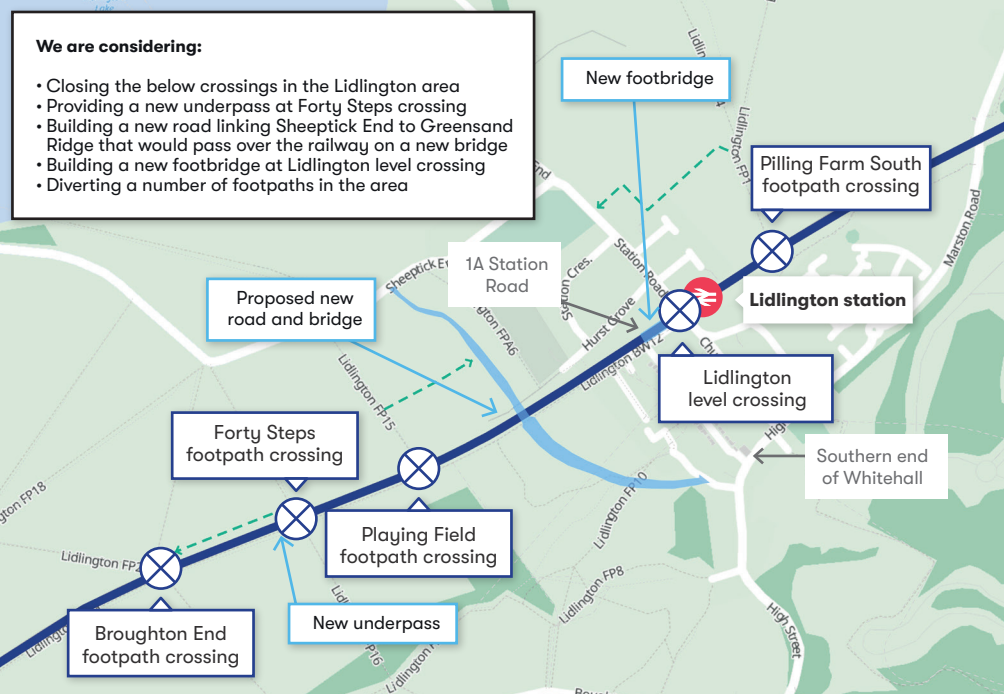 Lake
We are considering:
• Closing the below crossings in the Lidlington area
• Providing a new underpass at Forty Steps crossing
• Building a new road linking Sheeptick End to Greensand
Ridge that would pass over the railway on a new bridge
• Building a new footbridge at Lidlington level crossing
• Diverting a number of footpaths in the area
New footbridge
Pilling Farm South
footpath crossing
Lidlington FP1
Marston Road
End
Station Road
1A Station
Road
Station Cres.
Sheeptick
Lidlington station
Proposed new
road and bridge
Hurst Grove
Lidlington BW12
FPA6
Lidlington
level crossing
Lidlington FP15
Forty Steps
footpath crossing
Southern end
of Whitehall
FP18
Lidlington FP10
Playing Field
footpath crossing
Lidlington
Lidlington FP8
New underpass
Broughton End
footpath crossing
P16
High Street